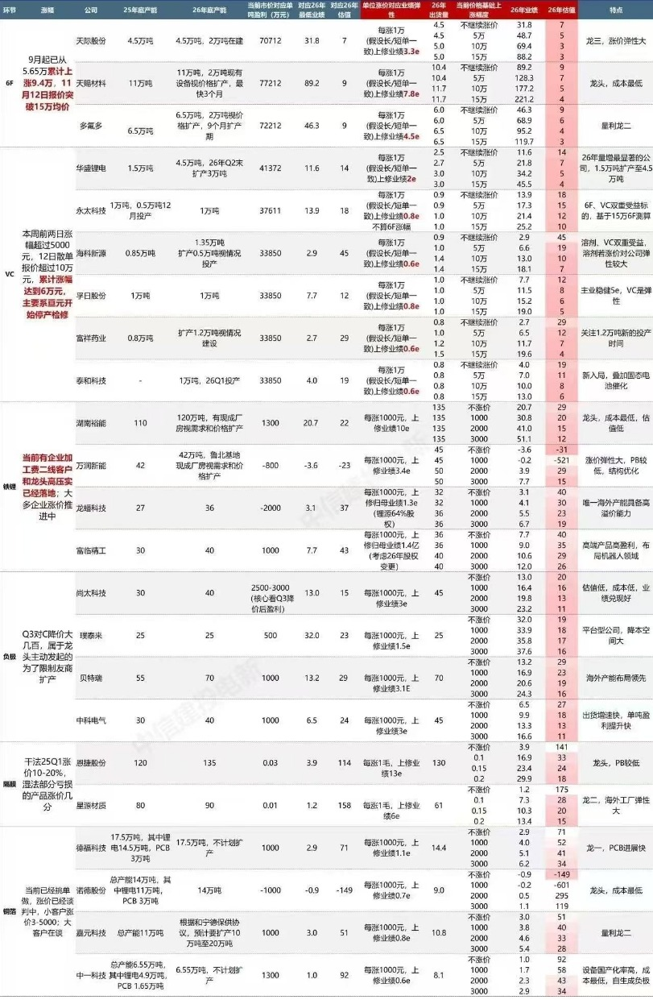 环节 涨幅 公司 25年底产能 26年底产能 当前市价对应单吨盈利（万元） 对应26年最低业绩 对应26年估值 单位涨价对应业绩弹性 26年出货量 当前价格基础上涨幅度 26年业绩 26年估值 特点
6F
9月起已从
5.65万累计上
涨9.4万，11
月12日报价突
破15万均价
天际股份 4.5万吨 4.5万吨，2万吨在建 70712 31.8 7
每涨1万
(假设长/短单一
致)上修业绩3.3e
4.5 不继续涨价 31.8 7
4.5 5万 48.7 5
5.0 10万 69.4 3
5.0 15万 88.2 3
龙三，涨价弹性大
天赐材料 11万吨
11万吨，2万吨现有
设备视价格扩产，最
快3个月
77212 89.2 9
每涨1万
(假设长/短单一
致)上修业绩7.8e
10.4 不继续涨价 89.2 9
10.4 5万 128.3 7
11.7 10万 177.2 5
11.7 15万 221.2 4
龙头，成本最低
多氟多 6.5万吨
6.5万吨，2万吨视价
格扩产，9个月扩产
期
72212 46.3 9
每涨1万
(假设长/短单一
致)上修业绩4.5e
6.0 不继续涨价 46.3 9
6.0 5万 68.9 6
6.5 10万 95.2 4
6.5 15万 119.7 3
量利龙二
VC
本周前两日涨
幅超过5000
元，12日散单
报价超过10万
元，累计涨幅
达到6万元，
主要系亘元开
始停产检修
华盛锂电 1.5万吨
4.5万吨，26年Q2末
扩产3万吨
41372 11.6 14
每涨1万
(假设长/短单一
致)上修业绩2e
2.5 不继续涨价 11.6 14
2.7 5万 21.8 7
3.0 10万 34.2 5
3.0 15万 45.5 4
26年量增最显著的公
司，1.5万吨扩产至4.5
万吨
永太科技
1万吨，0.5万吨12
月投产
1万吨 37611 13.9 18
每涨1万
(假设长/短单一
致)上修业绩0.8e
不算6F涨幅
0.9 不继续涨价 13.9 18
0.9 5万 17.3 15
1.0 10万 21.4 12
1.0 15万 25.2 10
6F、VC双重受益标
的，基于15万6F测算
海科新源 0.85万吨
1.35万吨
扩产0.5万吨视情况
投产
33850 2.9 45
每涨1万
(假设长/短单一
致)上修业绩0.6e
0.9 不继续涨价 2.9 45
1.0 5万 6.6 19
1.4 10万 13.0 10
1.4 15万 18.1 7
溶剂、VC双重受益，
溶剂若涨价对公司弹
性较大
孚日股份 1万吨 1万吨 33850 7.7 12
每涨1万
(假设长/短单一
致)上修业绩0.8e
1.0 不继续涨价 7.7 12
1.0 5万 11.5 8
1.0 10万 15.2 6
1.0 15万 19.0 5
主业稳健5e，VC是弹
性
富祥药业 0.8万吨
扩产1.2万吨视情况
建设
33850 2.7 29
每涨1万
(假设长/短单一
致)上修业绩0.6e
0.8 不继续涨价 2.7 29
1.0 5万 6.5 12
1.2 10万 11.7 7
1.5 15万 19.6 4
关注1.2万吨新的投产
时间
泰和科技 - 1万吨，26Q1投产 33850 4.0 19
每涨1万
(假设长/短单一
致)上修业绩0.6e
0.8 不继续涨价 4.0 19
0.8 5万 7.0 11
0.8 10万 10.0 8
0.8 15万 13.0 6
新入局，叠加固态电
池催化
铁锂
当前有企业加
工费二线客户
和龙头高压实
已经落地；大
多企业涨价推
进中
湖南裕能 110
120万吨，有现成厂
房视需求和价格扩产
1300 20.7 22
每涨1000元，上
修业绩10e
135 不涨价 20.7 29
135 1000 30.8 20
135 2000 41.0 15
135 3000 51.1 12
龙头，成本最低，估
值低
万润新能 42
42万吨，鲁北基地
现成厂房视需求和价
格扩产
-800 -3.6 -23
每涨1000元，上
修业绩3.4e
45 不涨价 -3.6 -31
45 1000 -0.2 -521
50 2000 3.9 29
50 3000 7.7 15
涨价弹性大，PB较
低，结构优化
龙蟠科技 27 36 -2000 3.1 37
每涨1000元，上
修归母业绩1.3e
(锂源64%股
权)
32 不涨价 3.1 40
32 1000 4.1 30
36 2000 5.5 23
36 3000 6.7 19
唯一海外产能具备高
溢价能力
富临精工 30 40 1000 7.7 43
每涨1000元，上
修归母业绩1.4亿
(考虑26年股权
变更)
36 不涨价 7.7 40
36 1000 9.0 35
40 2000 10.6 29
40 3000 12.0 26
高端产品高盈利，布
局机器人领域
负极
Q3对C降价大
几百，属于龙
头主动发起的
为了限制友商
扩产
尚太科技 30 40
2500-3000
(核心看Q3降
价后盈利)
13.0 15
每涨1000元，上
修业绩3e
45
不涨价 13.0 20
1000 16.4 16
2000 19.8 13
3000 23.2 11
估值低，成本低，业
绩兑现好
璞泰来 25 25 500 32.0 23
每涨1000元，上
修业绩1.5e
25
不涨价 32.0 19
1000 33.9 18
2000 35.8 17
3000 37.6 16
平台型公司，降本空
间大
贝特瑞 55 70 1000 13.2 29
每涨1000元，上
修业绩3.1E
70
不涨价 13.2 29
1000 16.9 23
2000 20.6 19
3000 24.3 16
海外产能布局领先
中科电气 30 40 1000 6.5 24
每涨1000元，上
修业绩3e
45
不涨价 6.5 27
1000 9.9 18
2000 13.3 13
3000 16.6 11
出货增速快，单吨盈
利提升快
隔膜
干法25Q1涨
价10-20%，
湿法部分亏损
的产品涨价几
分
恩捷股份 120 135 0.03 3.9 114
每涨1毛，上修业
绩13e
130
不涨价 3.9 141
0.1 16.9 33
0.15 23.4 24
0.2 29.9 18
龙头，PB较低
星源材质 80 90 0.01 1.2 158
每涨1毛，上修业
绩6e
61
不涨价 1.2 175
0.1 7.3 28
0.15 10.3 20
0.2 13.4 15
龙二，海外工厂弹性
大
铜箔
当前已经挑单
做，涨价已经谈
判中，小客户涨
价3-5000；大
客户在谈
德福科技
17.5万吨，其中锂
电14.5万吨，PCB
3万吨
17.5万吨，不计划扩
产
1000 2.9 71
每涨1000元，上
修业绩1.1e
14.4
不涨价 2.9 71
1000 4.0 52
2000 5.1 41
3000 6.2 34
龙一，PCB进展快
诺德股份
总产能14万吨，其
中锂电11万吨，
PCB 3万吨
14万吨 -1000 -0.9 -149
每涨1000元，上
修业绩0.7e
9.0
不涨价 -0.9 -149
1000 -0.2 -601
2000 0.5 295
3000 1.1 119
龙头，成本最低
嘉元科技 总产能11万吨
根据和宁德保供协
议，预计要扩产10
万吨至20万吨
1000 3.0 51
每涨1000元，上
修业绩0.8e
10.8
不涨价 3.0 51
1000 3.8 40
2000 4.6 33
3000 5.4 28
量利龙二
中一科技
总产能6.55万吨，
其中锂电4.9万吨，
PCB 1.65万吨
6.55万吨，不计划扩
产
1300 1.0 92
每涨1000元，上
修业绩0.6e
8.1
不涨价 1.0 92
1000 1.7 58
2000 2.3 43
3000 2.9 34
设备国产化率高，成
本最低，自生成负极
中信建投电新
中信建投电新